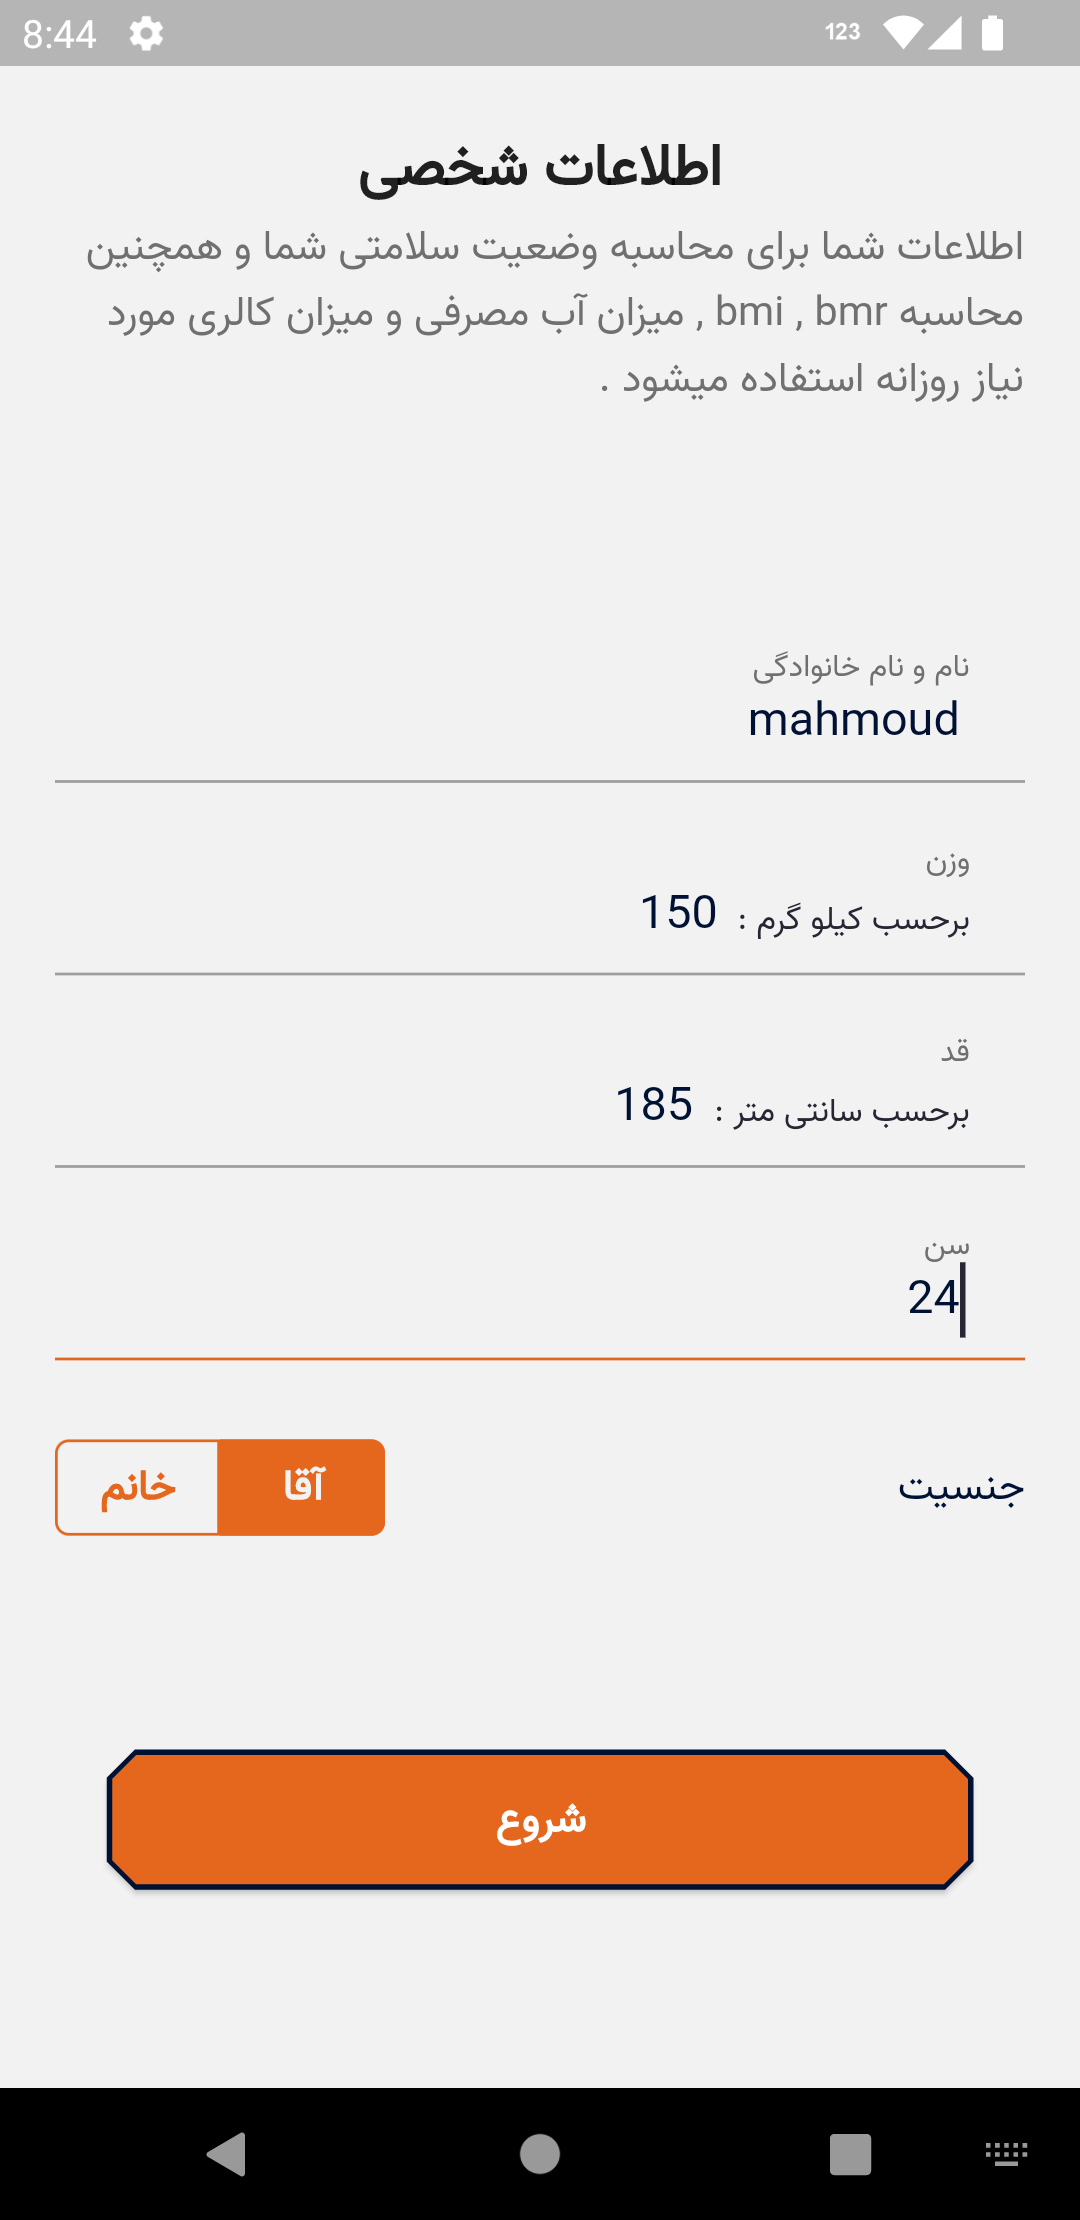 8:44
123
اطلاعات شخصی
اطلاعات شما برای محاسبه وضعیت سلامتی شما و همچنین
محاسبه bmi , bmr , میزان آب مصرفی و میزان کالری مورد
نیاز روزانه استفاده میشود .
نام و نام خانوادگی
mahmoud
وزن
برحسب کیلو گرم : 150
قد
برحسب سانتی متر : 185
سن
24
جنسیت
آقا
خانم
شروع